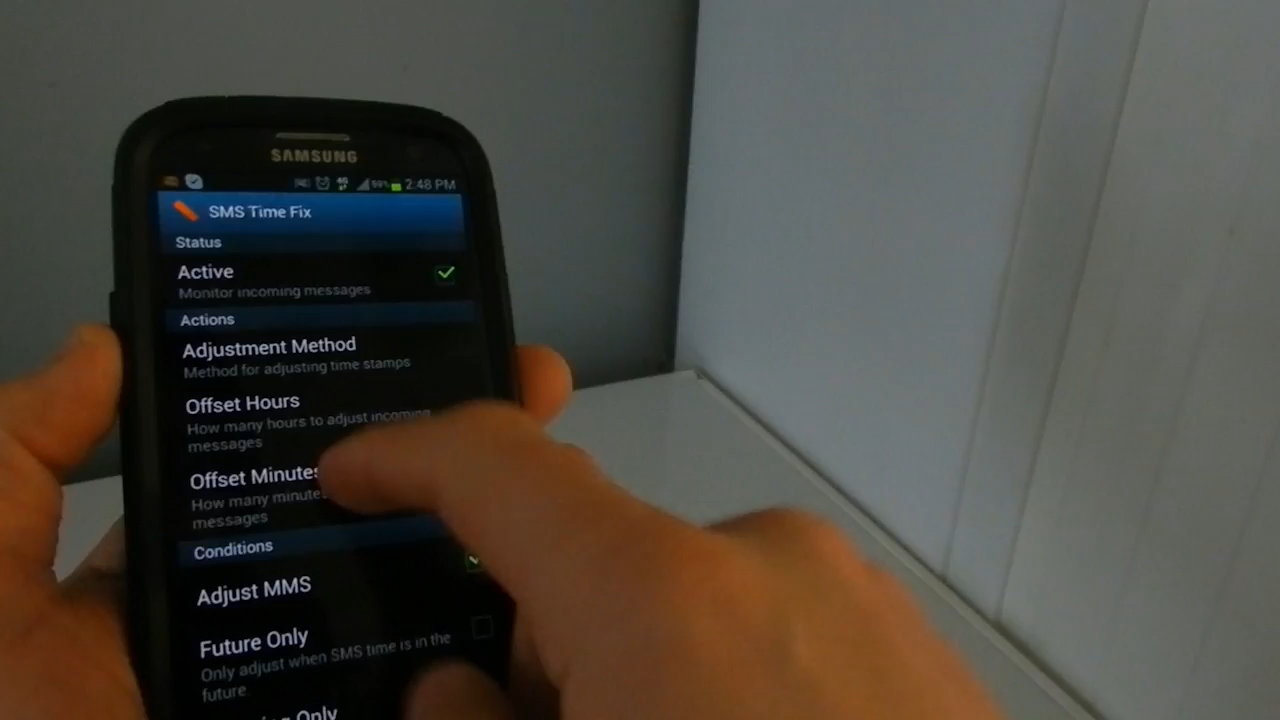 SAMSUNG
2:48 PM
SMS Time Fix
Status
Active
Monitor incoming messages
Actions
Adjustment Method
Method for adjusting time stamps
Offset Hours
How many hours to adjust incoming
messages
Offset Minutes
How many minute
messages
Conditions
Adjust MMS
Future Only
Only adjust when SMS time is in the
future.
Only